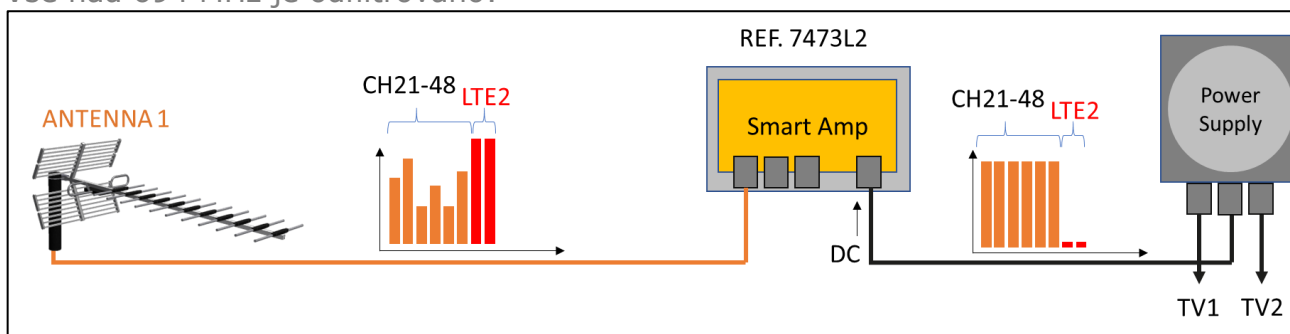 REF. 7473L2
CH21-48
LTE2
ANTENNA 1
Smart Amp
CH21-48
LTE2
Power
Supply
DC
TV1
TV2